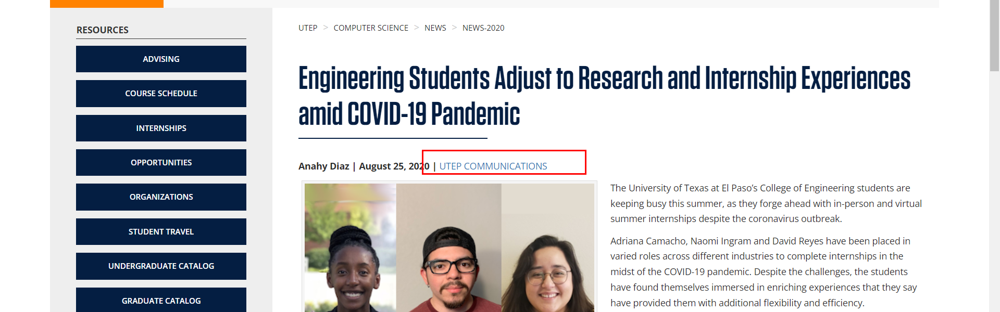 RESOURCES
ADVISING
COURSE SCHEDULE
INTERNSHIPS
OPPORTUNITIES
ORGANIZATIONS
STUDENT TRAVEL
UNDERGRADUATE CATALOG
GRADUATE CATALOG
UTEP > COMPUTER SCIENCE > NEWS > NEWS-2020
Engineering Students Adjust to Research and Internship Experiences
amid COVID-19 Pandemic
Anahy Diaz | August 25, 2020 | UTEP COMMUNICATIONS
The University of Texas at El Paso’s College of Engineering students are
keeping busy this summer, as they forge ahead with in-person and virtual
summer internships despite the coronavirus outbreak.
Adriana Camacho, Naomi Ingram and David Reyes have been placed in
varied roles across different industries to complete internships in the
midst of the COVID-19 pandemic. Despite the challenges, the students
have found themselves immersed in enriching experiences that they say
have provided them with additional flexibility and efficiency.